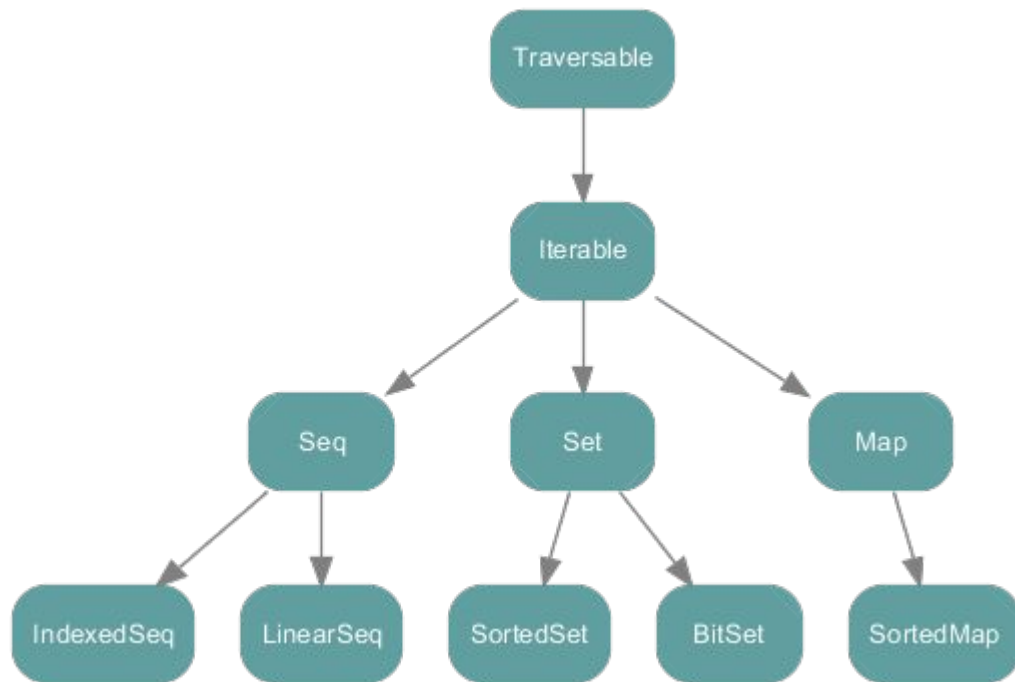 Traversable
Iterable
Seq
Set
Map
IndexedSeq
LinearSeq
SortedSet
BitSet
SortedMap